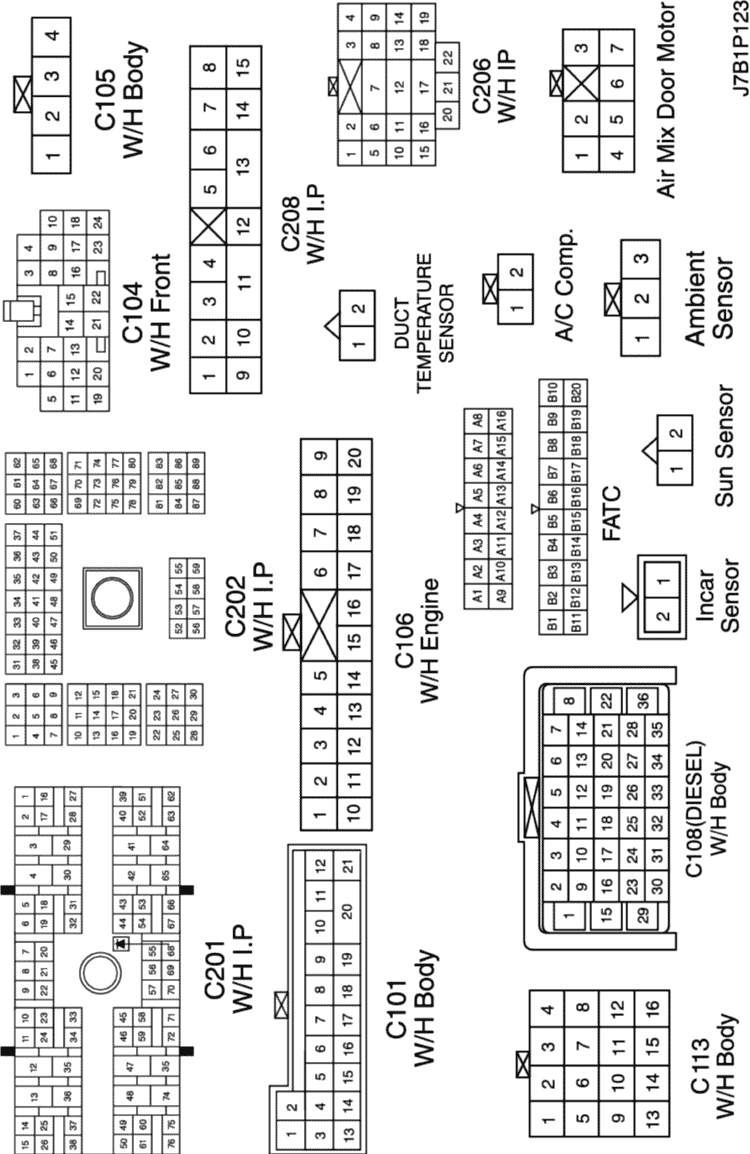 15 14 13 12 11 10 9 8 7 6 5 4 3 2 1
26 25 24 23 22 21 20 19 18 17 16
38 37 36 35 34 33 32 31 30 29 28 27
50 49 48 47 46 45 44 43 42 41 40 39
61 60 59 58 57 56 55 54 53 52 51
76 75 74 35 72 71 70 69 68 67 66 65 64 63 62
C201
W/H I.P
1 2 3 31 32 33 34 35 36 37 60 61 62
4 5 6 38 39 40 41 42 43 44 63 64 65
7 8 9 45 46 47 48 49 50 51 66 67 68
10 11 12 69 70 71
13 14 15 72 73 74
16 17 18 75 76 77
19 20 21 78 79 80
22 23 24 52 53 54 55 81 82 83
25 26 27 56 57 58 59 84 85 86
28 29 30 87 88 89
C202
W/H I.P
1 2 3 4
5 6 7 8 9 10
11 12 13 14 15 16 17 18
19 20 21 22 23 24
C104
W/H Front
1 2 3 4
C105
W/H Body
1 2
3 4 5 6 7 8 9 10 11 12
13 14 15 16 17 18 19 20 21
C101
W/H Body
1 2 3 4 5 6 7 8 9
10 11 12 13 14 15 16 17 18 19 20
C106
W/H Engine
1 2 3 4 5 6 7 8
9 10 11 12 13 14 15
C208
W/H I.P
1 2
DUCT
TEMPERATURE
SENSOR
1 2 3 4
5 6 7 8 9
10 11 12 13 14
15 16 17 18 19
20 21 22
C206
W/H IP
1 2 3 4
5 6 7 8
9 10 11 12
13 14 15 16
C113
W/H Body
1 2 3 4 5 6 7 8
9 10 11 12 13 14
15 16 17 18 19 20 21 22
23 24 25 26 27 28
29 30 31 32 33 34 35 36
C108(DIESEL)
W/H Body
A1 A2 A3 A4 A5 A6 A7 A8
A9 A10 A11 A12 A13 A14 A15 A16
B1 B2 B3 B4 B5 B6 B7 B8 B9 B10
B11 B12 B13 B14 B15 B16 B17 B18 B19 B20
FATC
1 2
A/C Comp.
1 2 3
4 5 6 7
Air Mix Door Motor
2 1
Incar
Sensor
1 2
Sun Sensor
1 2 3
Ambient
Sensor
J7B1P123